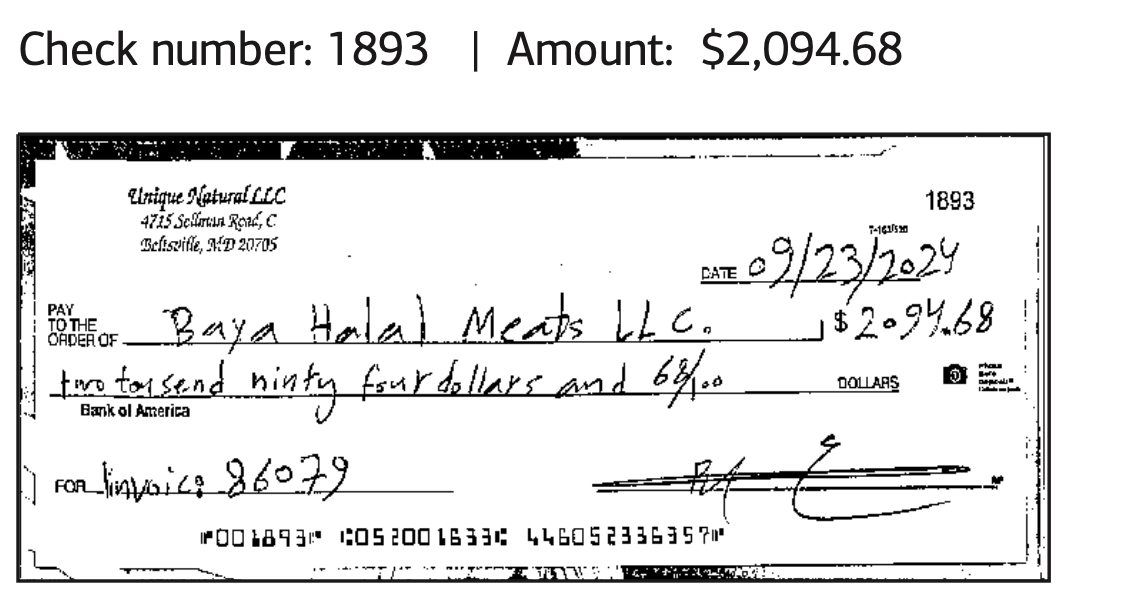 Check number: 1893 | Amount: $2,094.68
Unique Natural LLC
4715 Sellman Road, C
Beltsville, MD 20705
1893
7-163/520
DATE 09/23/2024
PAY TO THE ORDER OF Baya Halal Meats LLC. $ 2094.68
two tousend ninty four dollars and 68/100 DOLLARS
Bank of America
FOR invoice 86079
⑈001893⑈ ⑆052001633⑆ 446052336357⑈